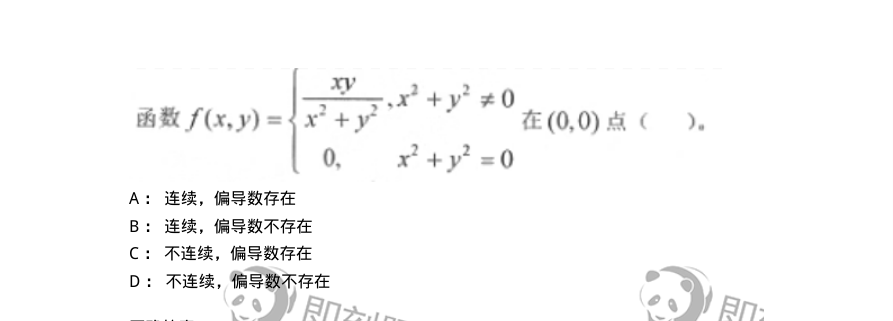 函数 f(x,y) = { xy / (x² + y²), x² + y² ≠ 0
0, x² + y² = 0 在(0,0)点（ ）。
A： 连续，偏导数存在
B： 连续，偏导数不存在
C： 不连续，偏导数存在
D： 不连续，偏导数不存在